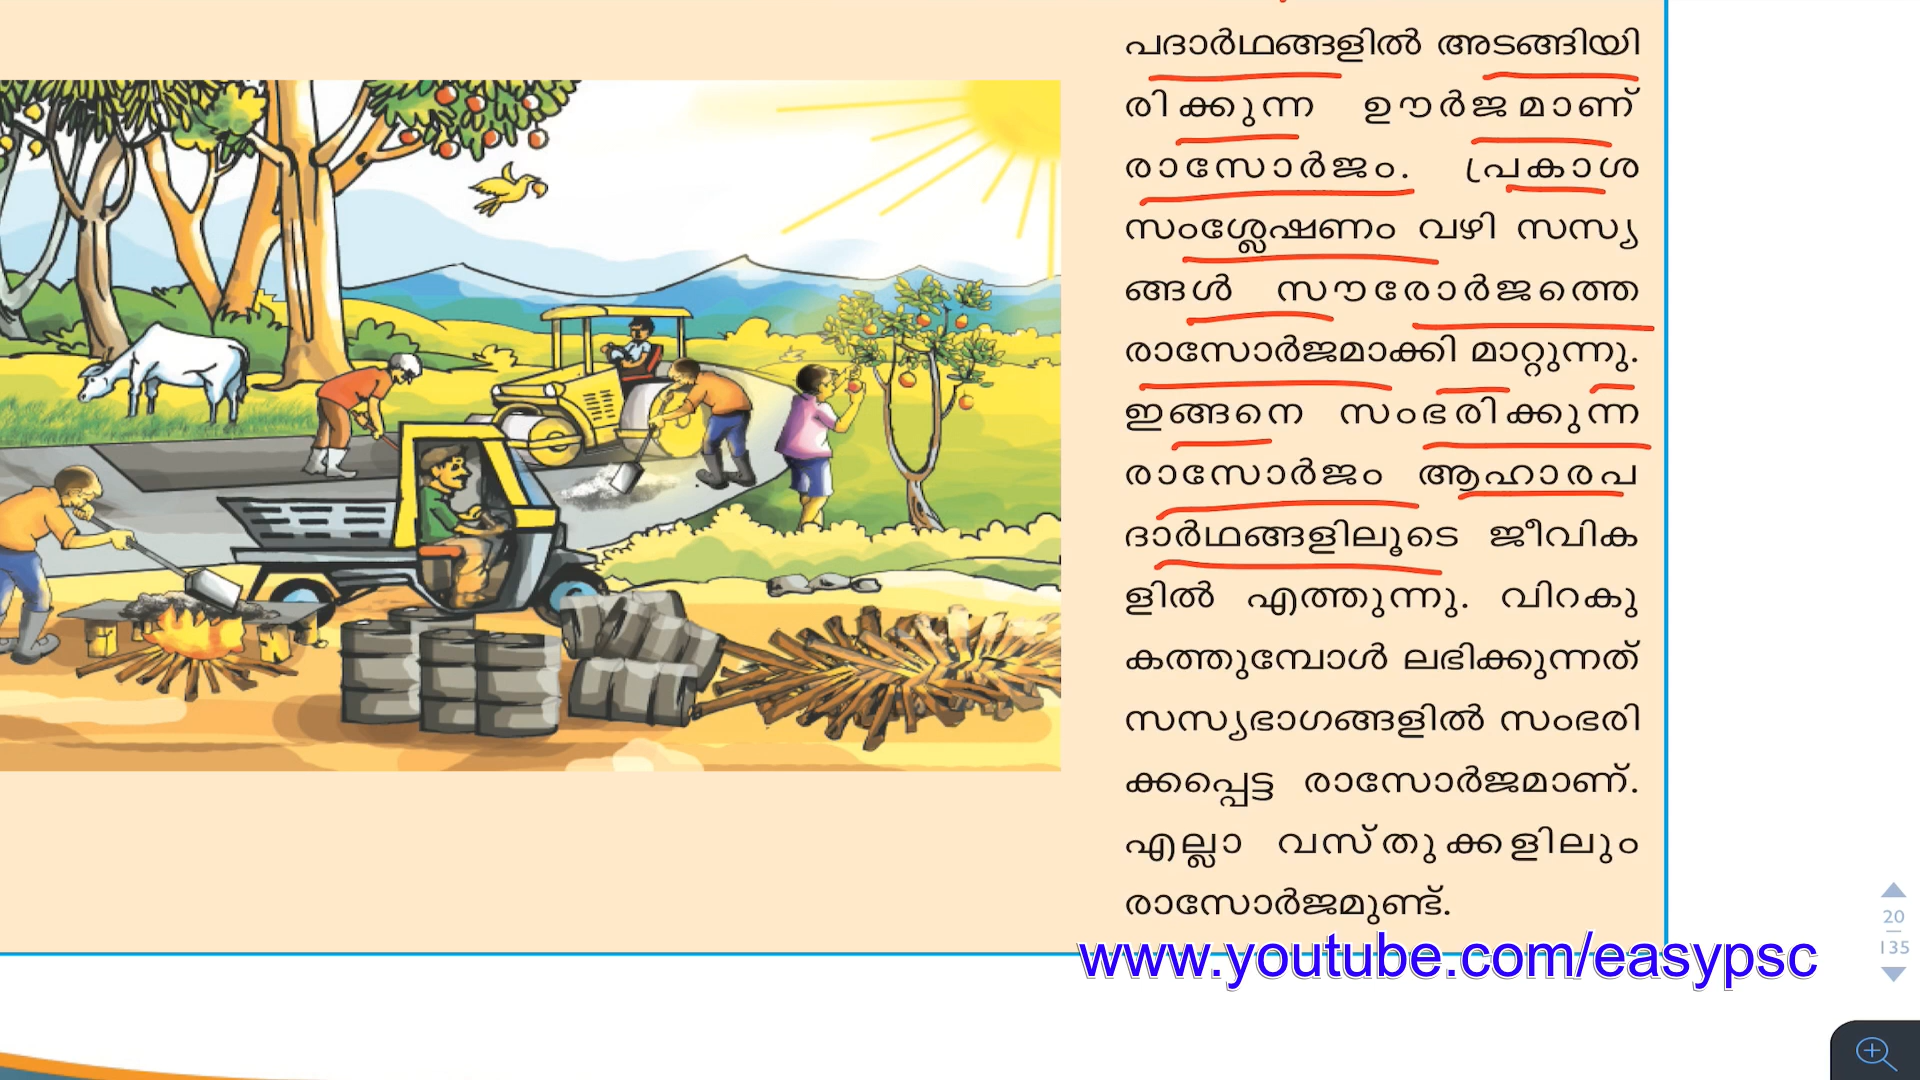 പദാർഥങ്ങളിൽ അടങ്ങിയി
രിക്കുന്ന ഊർജമാണ്
രാസോർജം. പ്രകാശ
സംശ്ലേഷണം വഴി സസ്യ
ങ്ങൾ സൗരോർജത്തെ
രാസോർജമാക്കി മാറ്റുന്നു.
ഇങ്ങനെ സംഭരിക്കുന്ന
രാസോർജം ആഹാരപ
ദാർഥങ്ങളിലൂടെ ജീവിക
ളിൽ എത്തുന്നു. വിറകു
കത്തുമ്പോൾ ലഭിക്കുന്നത്
സസ്യഭാഗങ്ങളിൽ സംഭരി
ക്കപ്പെട്ട രാസോർജമാണ്.
എല്ലാ വസ്തുക്കളിലും
രാസോർജമുണ്ട്.
www.youtube.com/easypsc
20
135